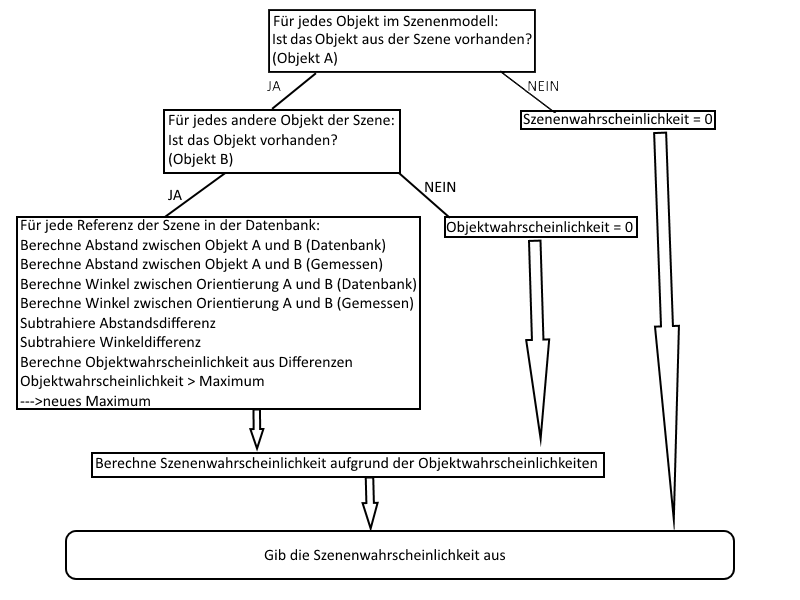 Für jedes Objekt im Szenenmodell:
Ist das Objekt aus der Szene vorhanden?
(Objekt A)
JA
NEIN
Für jedes andere Objekt der Szene:
Ist das Objekt vorhanden?
(Objekt B)
Szenenwahrscheinlichkeit = 0
JA
NEIN
Für jede Referenz der Szene in der Datenbank:
Berechne Abstand zwischen Objekt A und B (Datenbank)
Berechne Abstand zwischen Objekt A und B (Gemessen)
Berechne Winkel zwischen Orientierung A und B (Datenbank)
Berechne Winkel zwischen Orientierung A und B (Gemessen)
Subtrahiere Abstandsdifferenz
Subtrahiere Winkeldifferenz
Berechne Objektwahrscheinlichkeit aus Differenzen
Objektwahrscheinlichkeit > Maximum
--->neues Maximum
Objektwahrscheinlichkeit = 0
Berechne Szenenwahrscheinlichkeit aufgrund der Objektwahrscheinlichkeiten
Gib die Szenenwahrscheinlichkeit aus